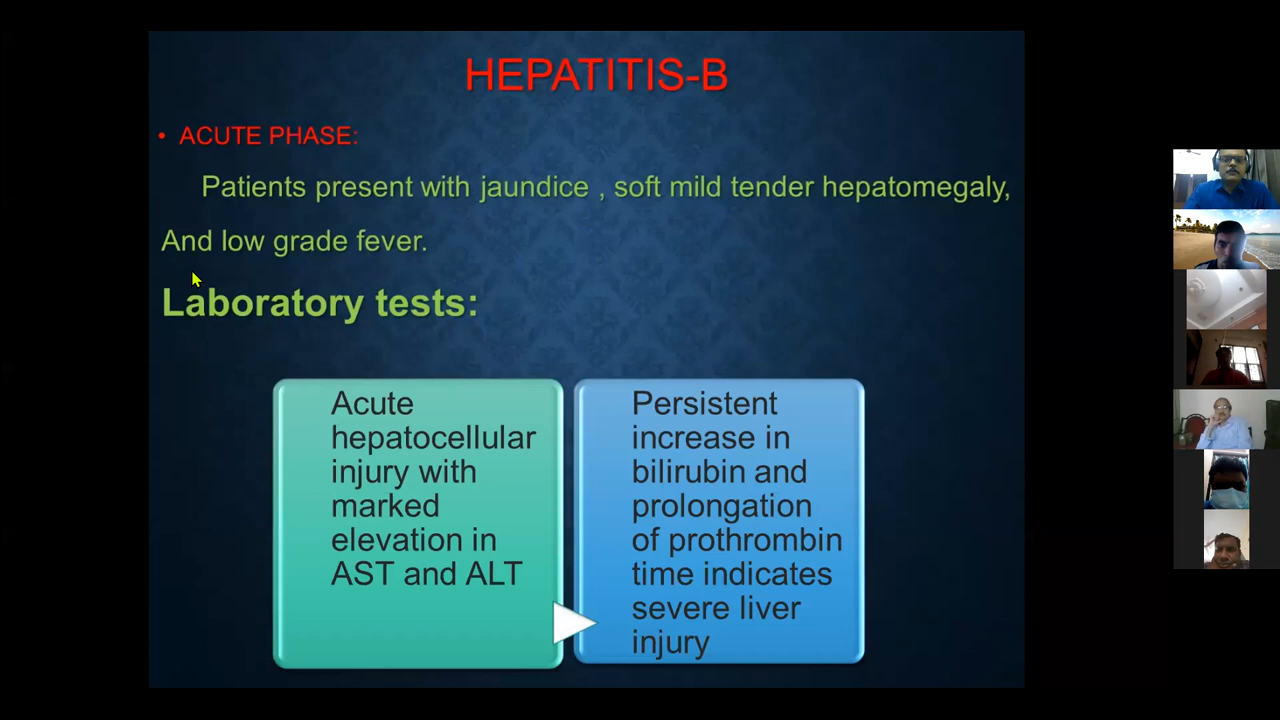 HEPATITIS-B
• ACUTE PHASE:
Patients present with jaundice , soft mild tender hepatomegaly,
And low grade fever.
Laboratory tests:
Acute
hepatocellular
injury with
marked
elevation in
AST and ALT
Persistent
increase in
bilirubin and
prolongation
of prothrombin
time indicates
severe liver
injury